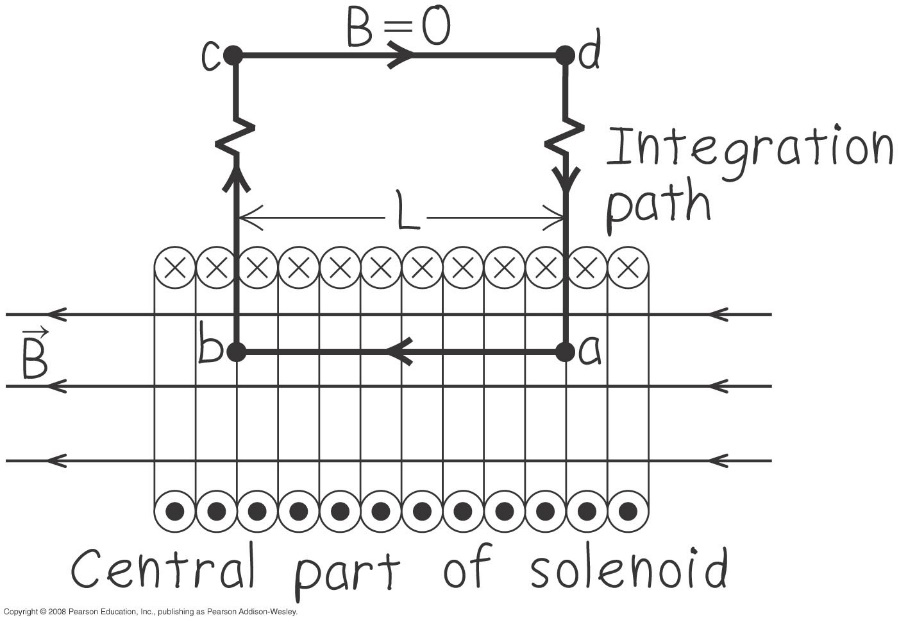 B=0
c
d
Integration
path
L
b
a
B⃗
Central part of solenoid
Copyright © 2008 Pearson Education, Inc., publishing as Pearson Addison-Wesley.